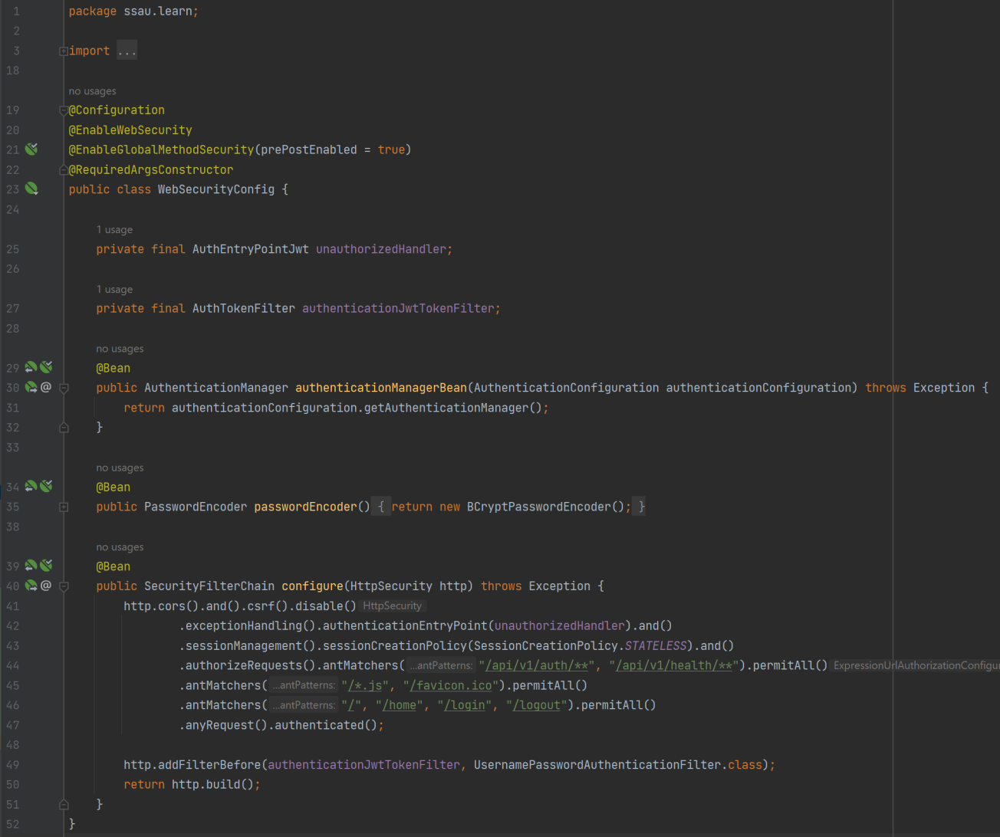 1 package ssau.learn;
2
3 import ...
18
no usages
19 @Configuration
20 @EnableWebSecurity
21 @EnableGlobalMethodSecurity(prePostEnabled = true)
22 @RequiredArgsConstructor
23 public class WebSecurityConfig {
24
1 usage
25 private final AuthEntryPointJwt unauthorizedHandler;
26
1 usage
27 private final AuthTokenFilter authenticationJwtTokenFilter;
28
no usages
29 @Bean
30 @ public AuthenticationManager authenticationManagerBean(AuthenticationConfiguration authenticationConfiguration) throws Exception {
31 return authenticationConfiguration.getAuthenticationManager();
32 }
33
no usages
34 @Bean
35 public PasswordEncoder passwordEncoder() { return new BCryptPasswordEncoder(); }
38
no usages
39 @Bean
40 @ public SecurityFilterChain configure(HttpSecurity http) throws Exception {
41 http.cors().and().csrf().disable() HttpSecurity
42 .exceptionHandling().authenticationEntryPoint(unauthorizedHandler).and()
43 .sessionManagement().sessionCreationPolicy(SessionCreationPolicy.STATELESS).and()
44 .authorizeRequests().antMatchers( ...antPatterns: "/api/v1/auth/**", "/api/v1/health/**").permitAll() ExpressionUrlAuthorizationConfigur
45 .antMatchers( ...antPatterns: "/*.js", "/favicon.ico").permitAll()
46 .antMatchers( ...antPatterns: "/", "/home", "/login", "/logout").permitAll()
47 .anyRequest().authenticated();
48
49 http.addFilterBefore(authenticationJwtTokenFilter, UsernamePasswordAuthenticationFilter.class);
50 return http.build();
51 }
52 }